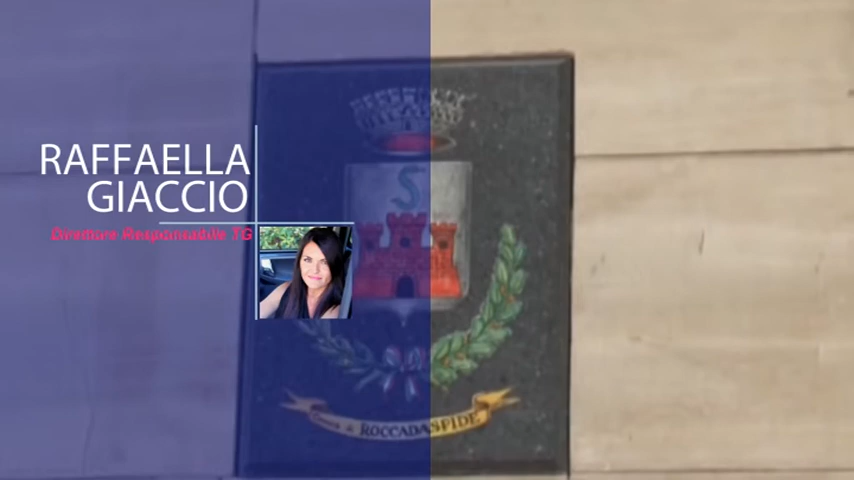 RAFFAELLA
GIACCIO
Direttore Responsabile TG
S
ROCCADASPIDE